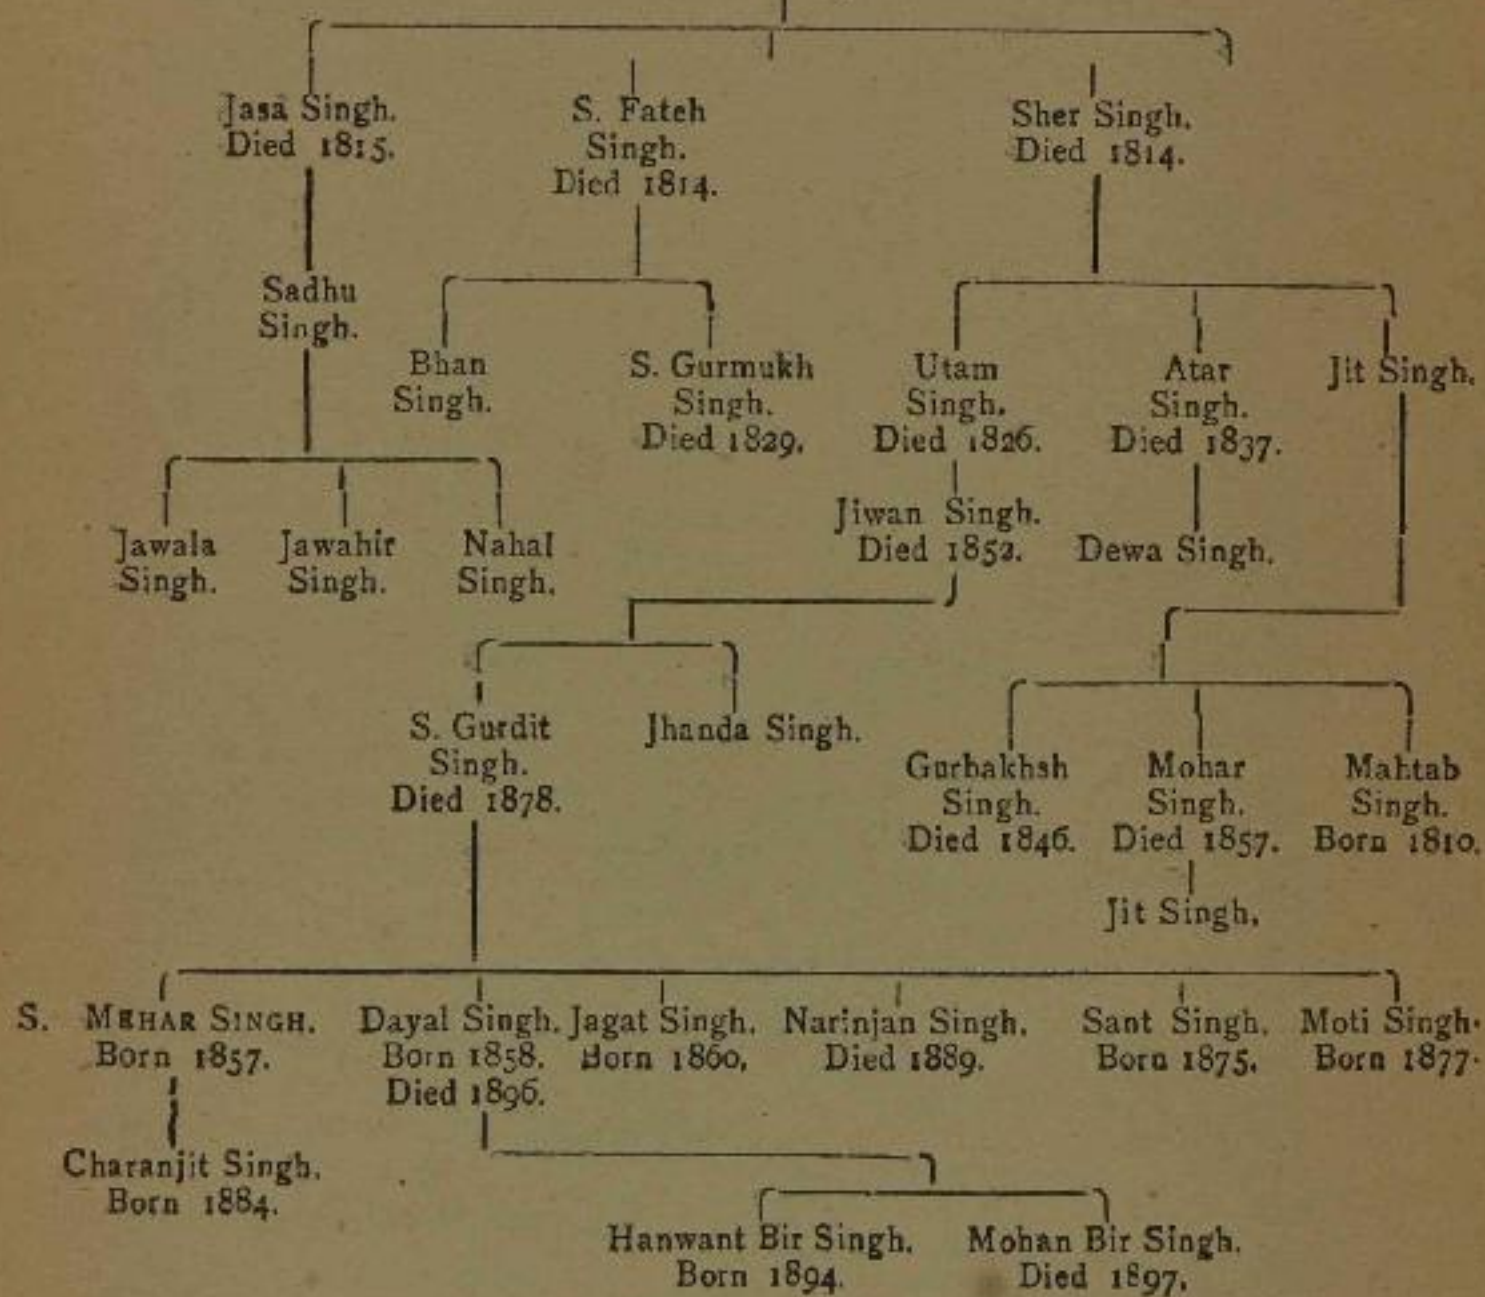 Jasa Singh.
Died 1815.
S. Fateh
Singh.
Died 1814.
Sher Singh.
Died 1814.
Sadhu
Singh.
Bhan
Singh.
S. Gurmukh
Singh.
Died 1829.
Utam
Singh.
Died 1826.
Atar
Singh.
Died 1837.
Jit Singh.
Jawala
Singh.
Jawahir
Singh.
Nahal
Singh.
Jiwan Singh.
Died 1852.
Dewa Singh.
S. Gurdit
Singh.
Died 1878.
Jhanda Singh.
Gurbakhsh
Singh.
Died 1846.
Mohar
Singh.
Died 1857.
Mahtab
Singh.
Born 1810.
Jit Singh.
S. MEHAR SINGH.
Born 1857.
Dayal Singh.
Born 1858.
Died 1896.
Jagat Singh.
Born 1860.
Narinjan Singh.
Died 1889.
Sant Singh.
Born 1875.
Moti Singh.
Born 1877.
Charanjit Singh.
Born 1884.
Hanwant Bir Singh.
Born 1894.
Mohan Bir Singh.
Died 1897.